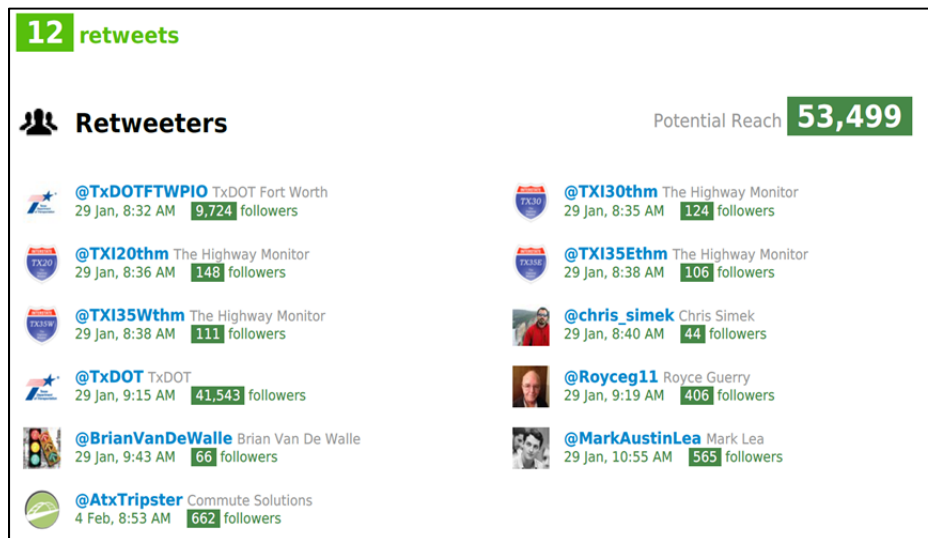 12 retweets
Retweeters
Potential Reach 53,499
@TxDOTFTWPIO TxDOT Fort Worth
29 Jan, 8:32 AM 9,724 followers
@TXI30thm The Highway Monitor
29 Jan, 8:35 AM 124 followers
@TXI20thm The Highway Monitor
29 Jan, 8:36 AM 148 followers
@TXI35Ethm The Highway Monitor
29 Jan, 8:38 AM 106 followers
@TXI35Wthm The Highway Monitor
29 Jan, 8:38 AM 111 followers
@chris_simek Chris Simek
29 Jan, 8:40 AM 44 followers
@TxDOT TxDOT
29 Jan, 9:15 AM 41,543 followers
@Royceg11 Royce Guerry
29 Jan, 9:19 AM 406 followers
@BrianVanDeWalle Brian Van De Walle
29 Jan, 9:43 AM 66 followers
@MarkAustinLea Mark Lea
29 Jan, 10:55 AM 565 followers
@AtxTripster Commute Solutions
4 Feb, 8:53 AM 662 followers
TX30
TX20
TX35E
TX35W